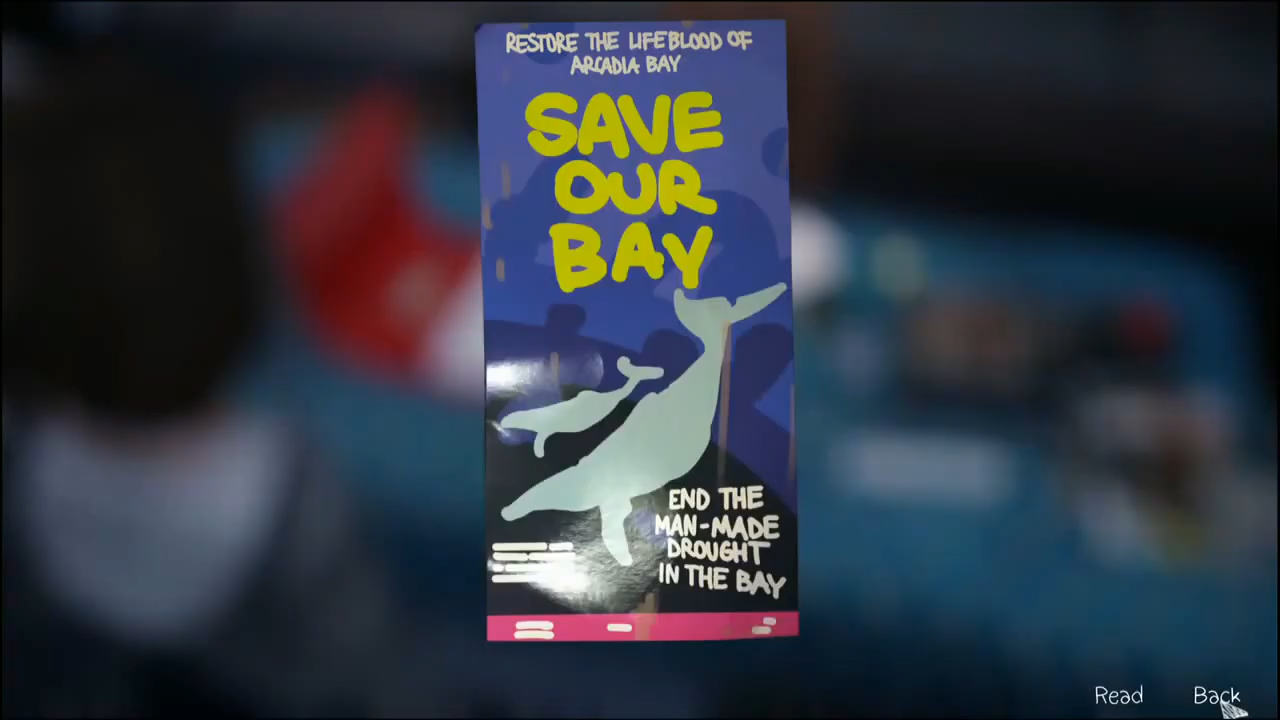 RESTORE THE LIFEBLOOD OF
ARCADIA BAY
SAVE
OUR
BAY
END THE
MAN-MADE
DROUGHT
IN THE BAY
Read Back